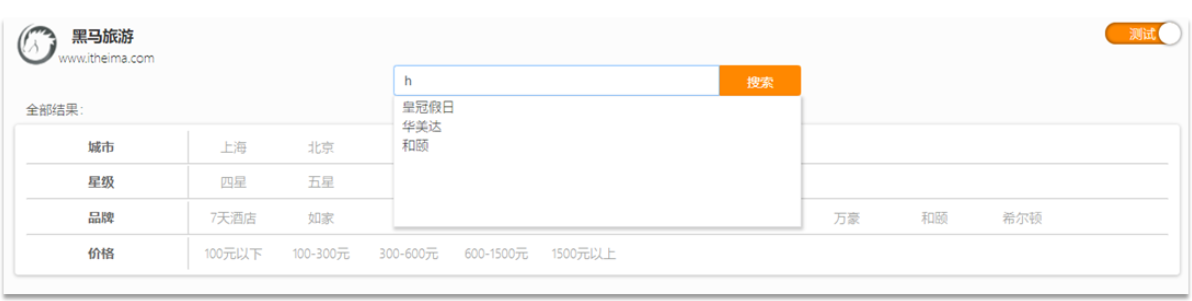 黑马旅游
www.itheima.com
测试
h
搜索
皇冠假日
华美达
和颐
全部结果:
城市 上海 北京
星级 四星 五星
品牌 7天酒店 如家 万豪 和颐 希尔顿
价格 100元以下 100-300元 300-600元 600-1500元 1500元以上